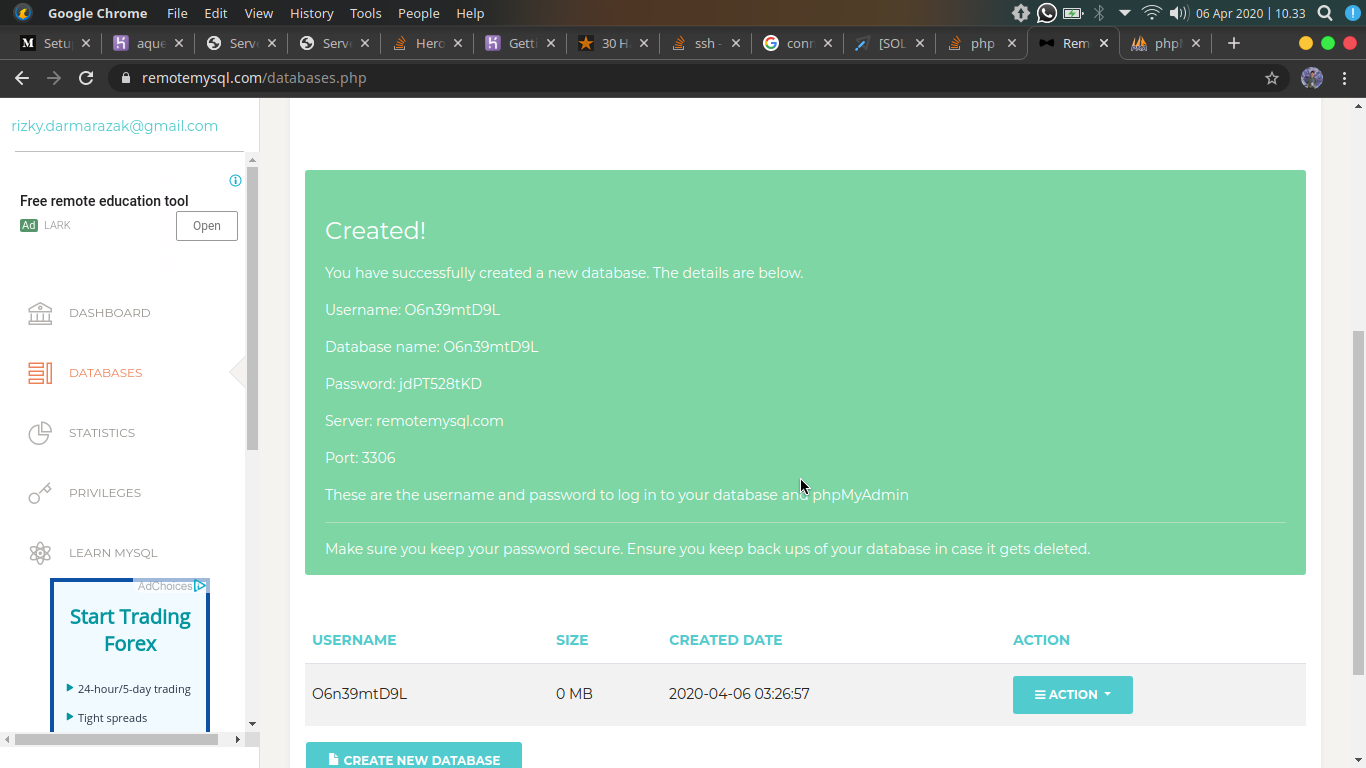 Google Chrome File Edit View History Tools People Help 06 Apr 2020 | 10.33
Setu aque Serv Serv Hero Getti 30 H ssh - conr [SOL php Rem phpM
remotemysql.com/databases.php
rizky.darmarazak@gmail.com
Free remote education tool
Ad LARK
Open
DASHBOARD
DATABASES
STATISTICS
PRIVILEGES
LEARN MYSQL
AdChoices
Start Trading
Forex
24-hour/5-day trading
Tight spreads
Created!
You have successfully created a new database. The details are below.
Username: O6n39mtD9L
Database name: O6n39mtD9L
Password: jdPT528tKD
Server: remotemysql.com
Port: 3306
These are the username and password to log in to your database and phpMyAdmin
Make sure you keep your password secure. Ensure you keep back ups of your database in case it gets deleted.
USERNAME SIZE CREATED DATE ACTION
O6n39mtD9L 0 MB 2020-04-06 03:26:57 ACTION
CREATE NEW DATABASE